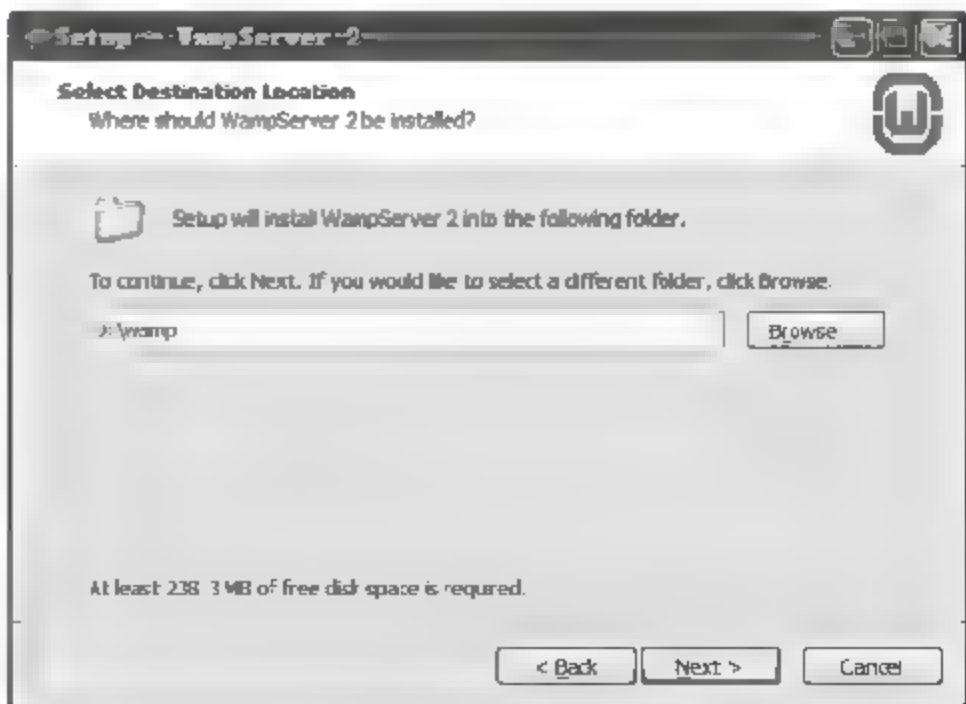 Setup - WampServer 2
Select Destination Location
Where should WampServer 2 be installed?
W
Setup will install WampServer 2 into the following folder.
To continue, click Next. If you would like to select a different folder, click Browse.
:\wamp
Browse
At least 238.3 MB of free disk space is required.
< Back
Next >
Cancel